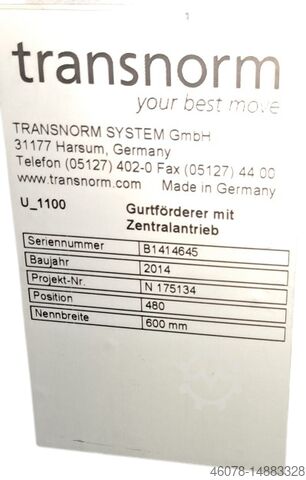 transnorm
your best move
TRANSNORM SYSTEM GmbH
31177 Harsum, Germany
Telefon (05127) 402-0 Fax (05127) 44 00
www.transnorm.com Made in Germany
U_1100 Gurtförderer mit
Zentralantrieb
Seriennummer B1414645
Baujahr 2014
Projekt-Nr. N 175134
Position 480
Nennbreite 600 mm
46078-14883328